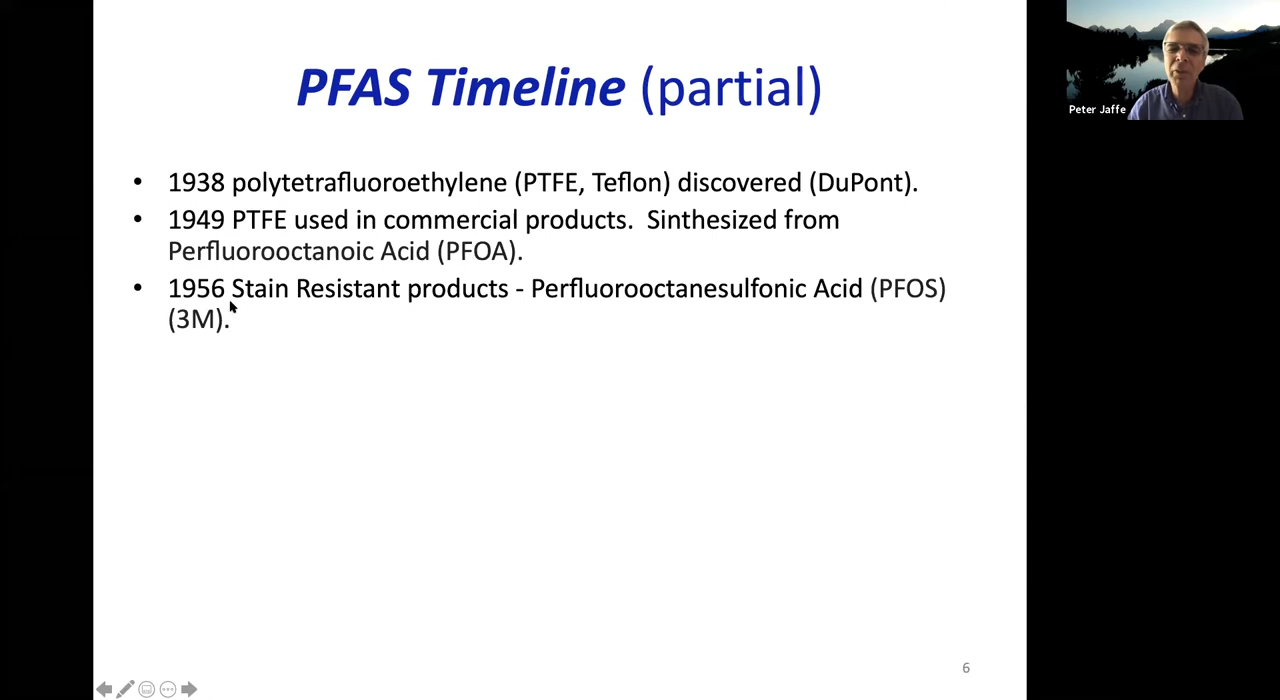 PFAS Timeline (partial)
• 1938 polytetrafluoroethylene (PTFE, Teflon) discovered (DuPont).
• 1949 PTFE used in commercial products.  Sinthesized from
Perfluorooctanoic Acid (PFOA).
• 1956 Stain Resistant products - Perfluorooctanesulfonic Acid (PFOS)
(3M).
6
Peter Jaffe